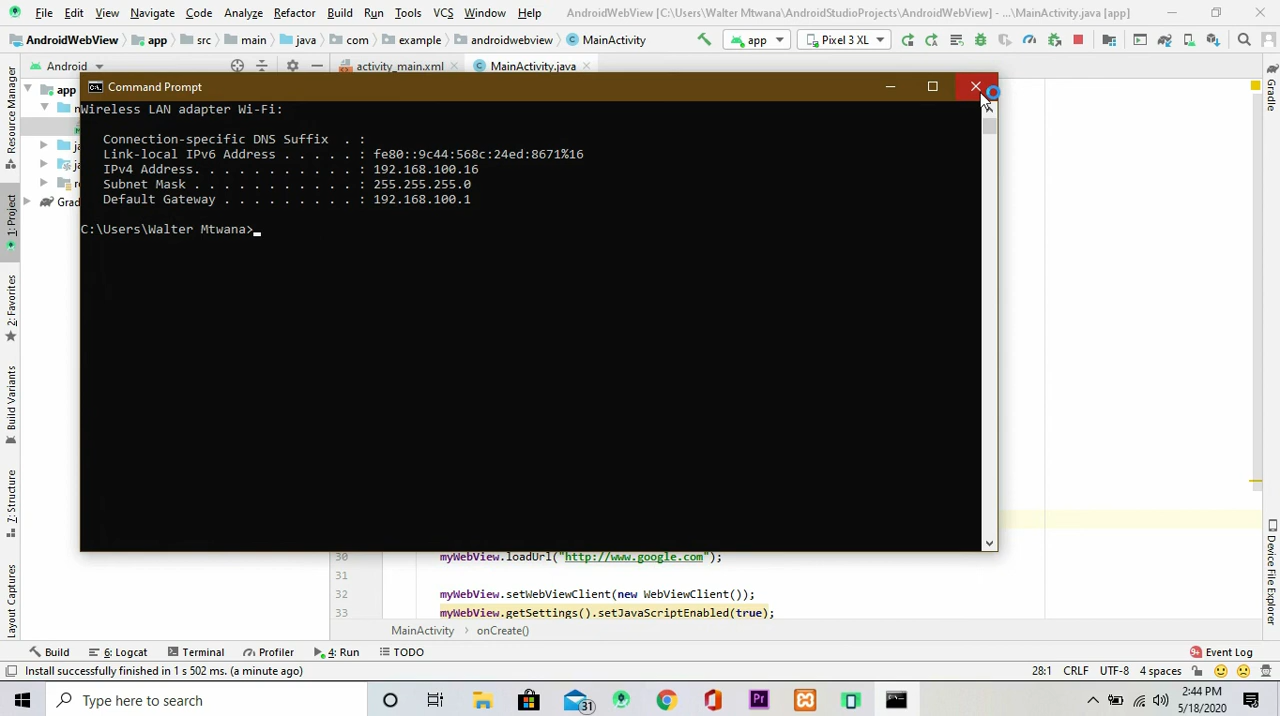 File Edit View Navigate Code Analyze Refactor Build Run Tools VCS Window Help AndroidWebView [C:\Users\Walter Mtwana\AndroidStudioProjects\AndroidWebView] - ...\MainActivity.java [app]
AndroidWebView app src main java com example androidwebview MainActivity app Pixel 3 XL
Android activity_main.xml MainActivity.java
Resource Manager
1: Project
2: Favorites
Build Variants
7: Structure
Layout Captures
app
Grad
Command Prompt
Wireless LAN adapter Wi-Fi:
Connection-specific DNS Suffix . :
Link-local IPv6 Address . . . . . : fe80::9c44:568c:24ed:8671%16
IPv4 Address. . . . . . . . . . . : 192.168.100.16
Subnet Mask . . . . . . . . . . . : 255.255.255.0
Default Gateway . . . . . . . . . : 192.168.100.1
C:\Users\Walter Mtwana>
30 myWebView.loadUrl("http://www.google.com");
31
32 myWebView.setWebViewClient(new WebViewClient());
33 myWebView.getSettings().setJavaScriptEnabled(true);
MainActivity onCreate()
Gradle
Device File Explorer
Build 6: Logcat Terminal Profiler 4: Run TODO Event Log
Install successfully finished in 1 s 502 ms. (a minute ago) 28:1 CRLF UTF-8 4 spaces
Type here to search 31 2:44 PM
5/18/2020